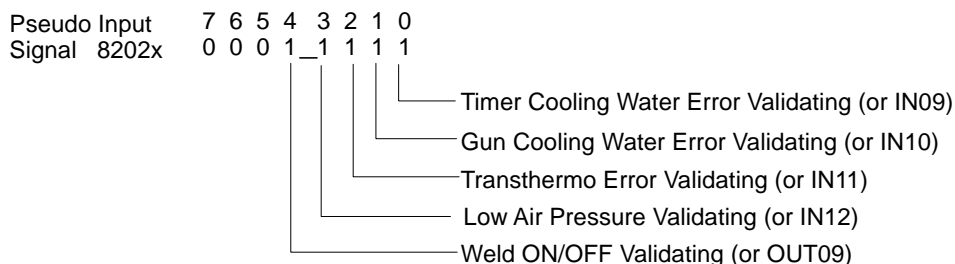 Pseudo Input 7 6 5 4 3 2 1 0
Signal 8202x 0 0 0 1 _1 1 1 1
Timer Cooling Water Error Validating (or IN09)
Gun Cooling Water Error Validating (or IN10)
Transthermo Error Validating (or IN11)
Low Air Pressure Validating (or IN12)
Weld ON/OFF Validating (or OUT09)